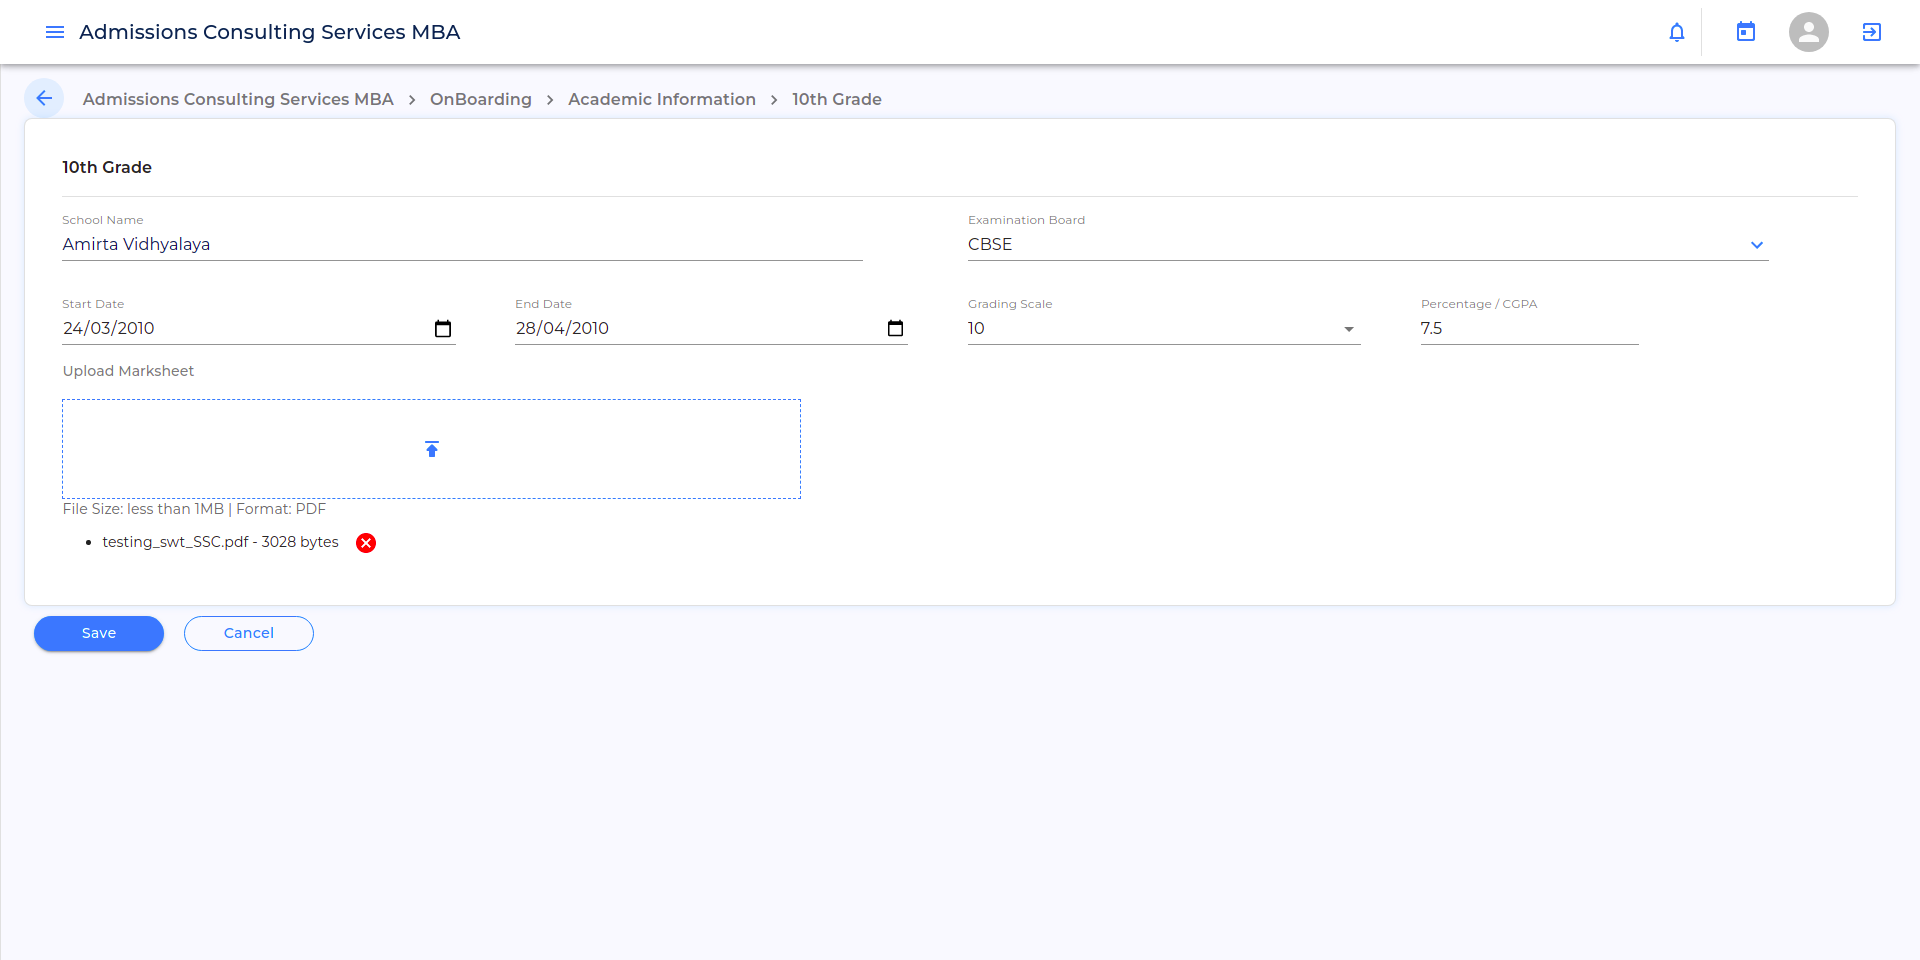 Admissions Consulting Services MBA
Admissions Consulting Services MBA > OnBoarding > Academic Information > 10th Grade
10th Grade
School Name
Amirta Vidhyalaya
Examination Board
CBSE
Start Date
24/03/2010
End Date
28/04/2010
Grading Scale
10
Percentage / CGPA
7.5
Upload Marksheet
File Size: less than 1MB | Format: PDF
• testing_swt_SSC.pdf - 3028 bytes
Save
Cancel